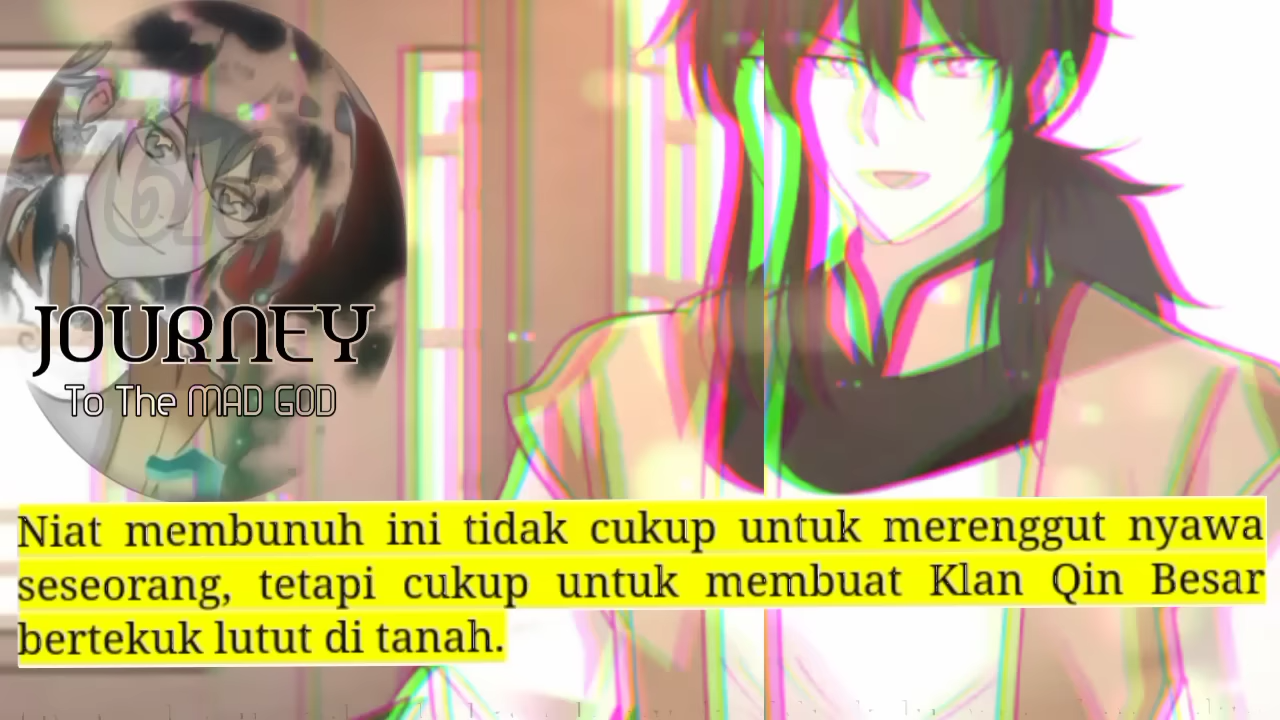 JOURNEY
To The MAD GOD
Niat membunuh ini tidak cukup untuk merenggut nyawa
seseorang, tetapi cukup untuk membuat Klan Qin Besar
bertekuk lutut di tanah.